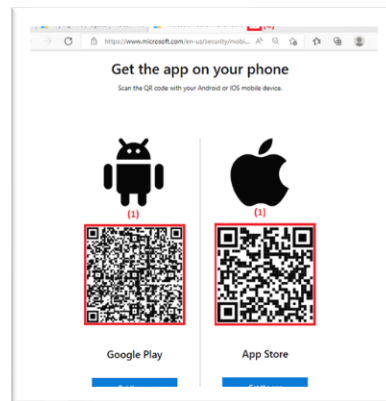 https://www.microsoft.com/en-us/security/mobi...
Get the app on your phone
Scan the QR code with your Android or IOS mobile device.
(1)
(1)
Google Play
App Store